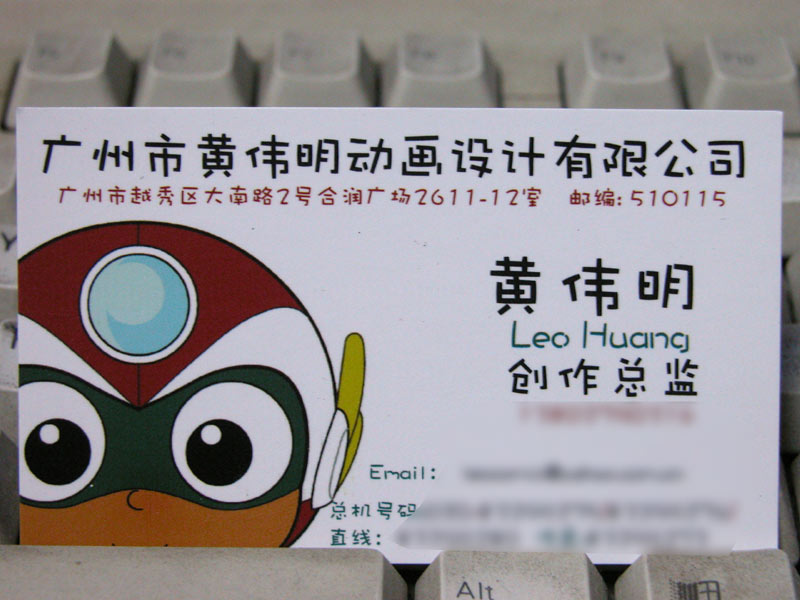 广州市黄伟明动画设计有限公司
广州市越秀区大南路2号合润广场2611-12室 邮编: 510115
黄伟明
Leo Huang
创作总监
Email:
总机号码
直线:
Alt